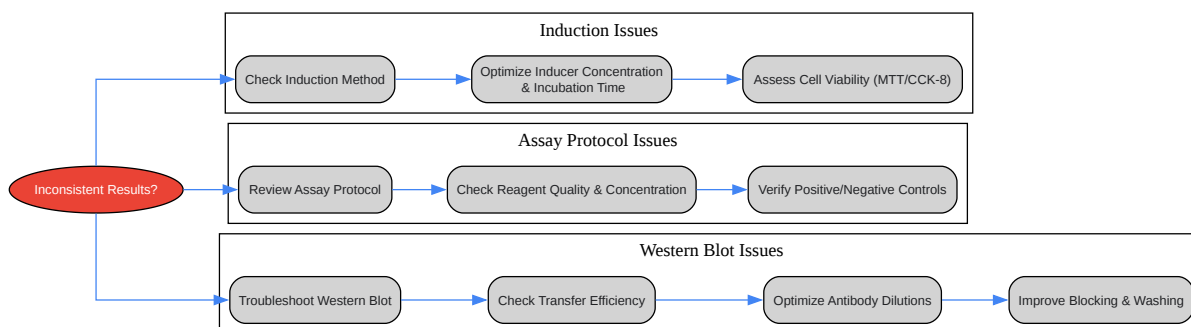 Induction Issues
Check Induction Method
Optimize Inducer Concentration
& Incubation Time
Assess Cell Viability (MTT/CCK-8)
Assay Protocol Issues
Inconsistent Results?
Review Assay Protocol
Check Reagent Quality & Concentration
Verify Positive/Negative Controls
Western Blot Issues
Troubleshoot Western Blot
Check Transfer Efficiency
Optimize Antibody Dilutions
Improve Blocking & Washing